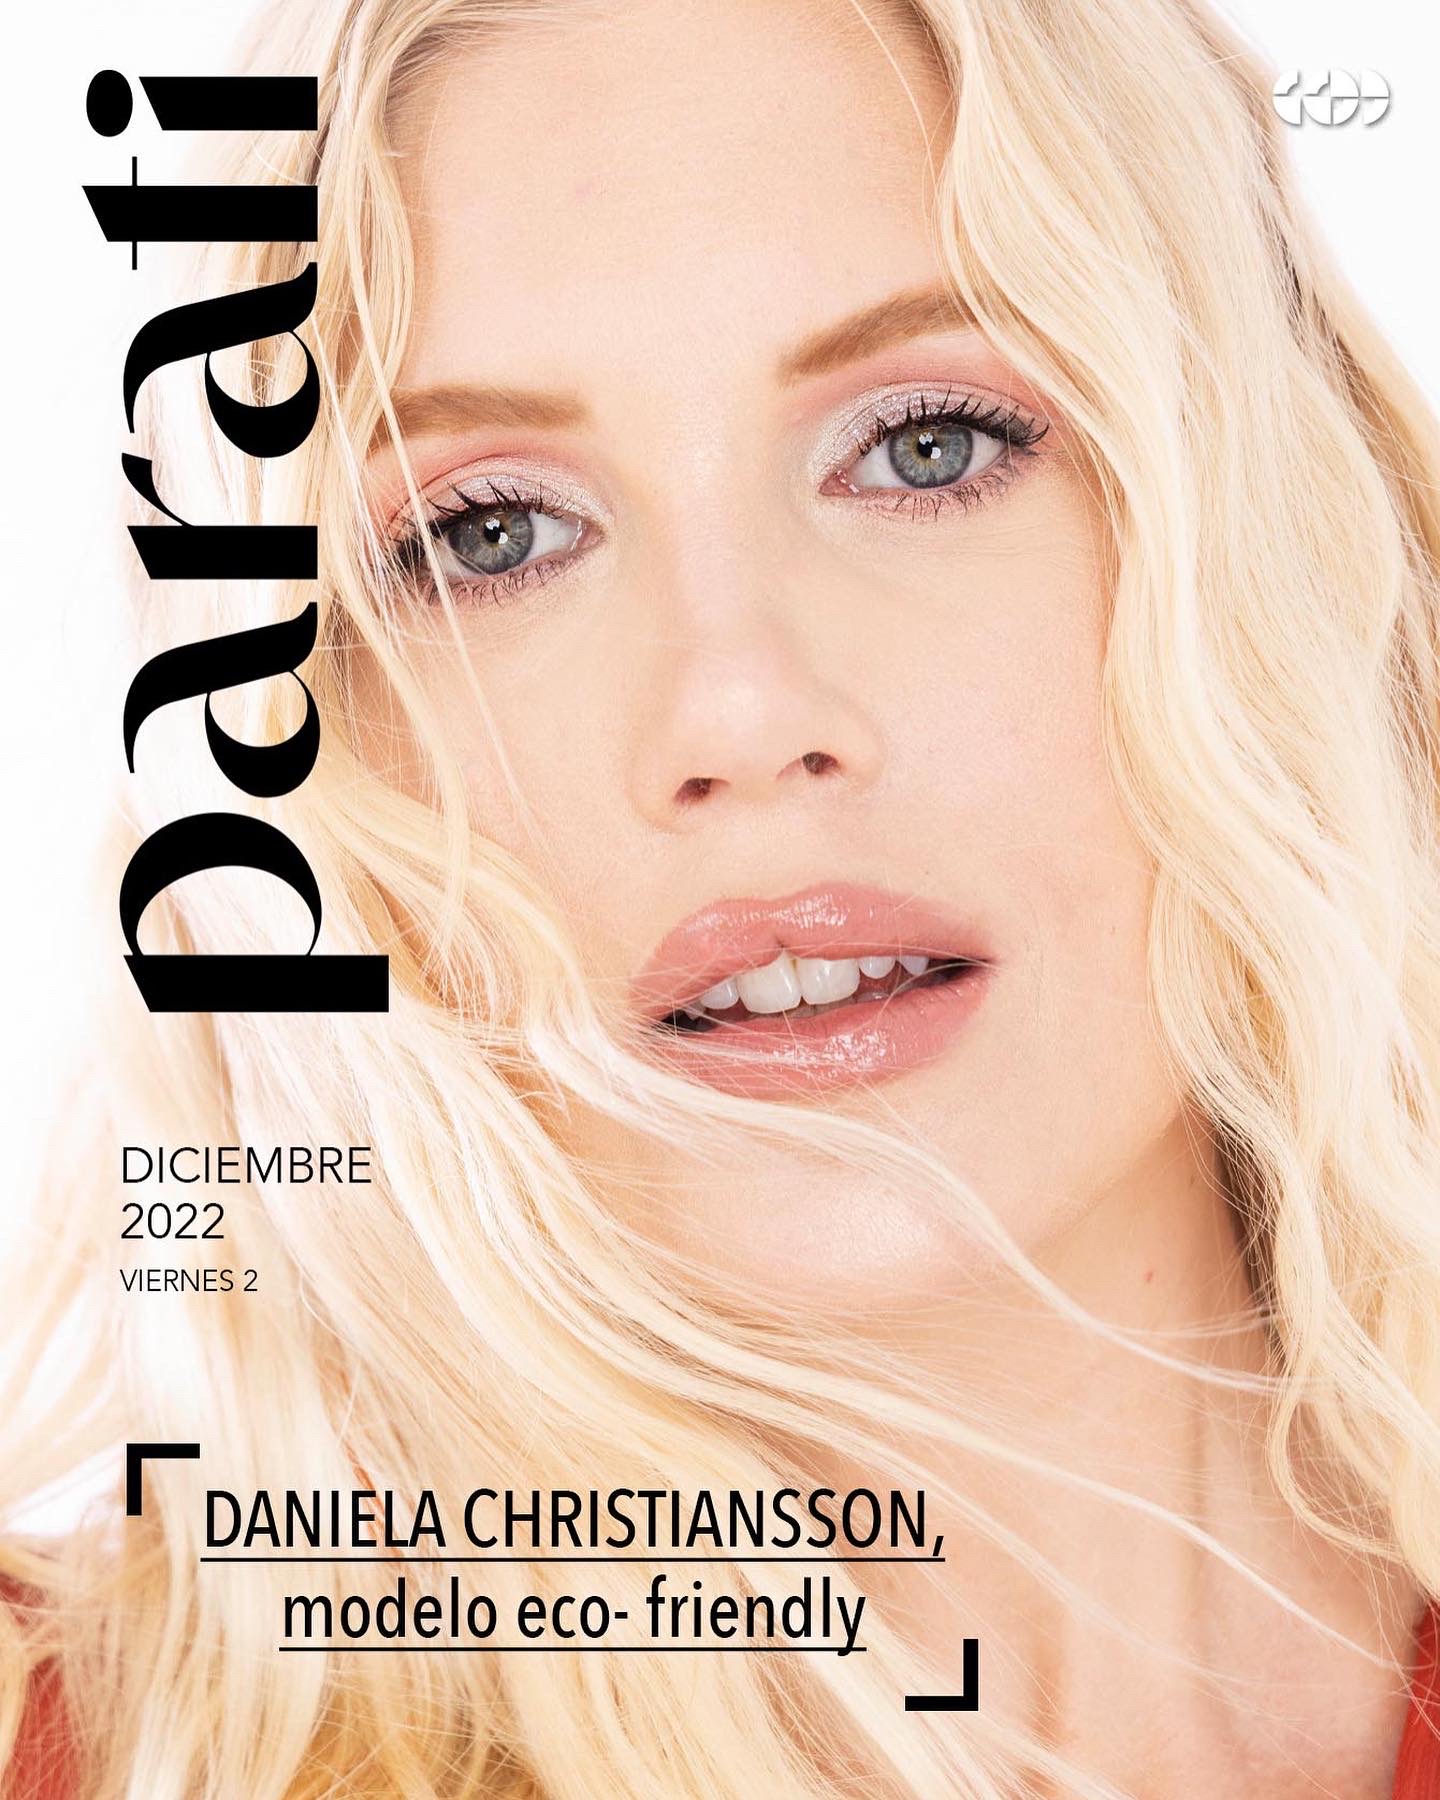 parati
DICIEMBRE
2022
VIERNES 2
DANIELA CHRISTIANSSON,
modelo eco- friendly